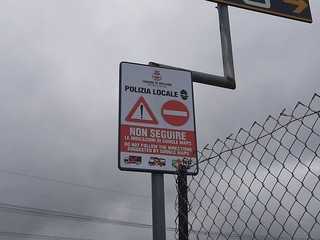 POLIZIA LOCALE
NON SEGUIRE
LE INDICAZIONI DI GOOGLE MAPS
DO NOT FOLLOW THE DIRECTIONS
SUGGESTED BY GOOGLE MAPS